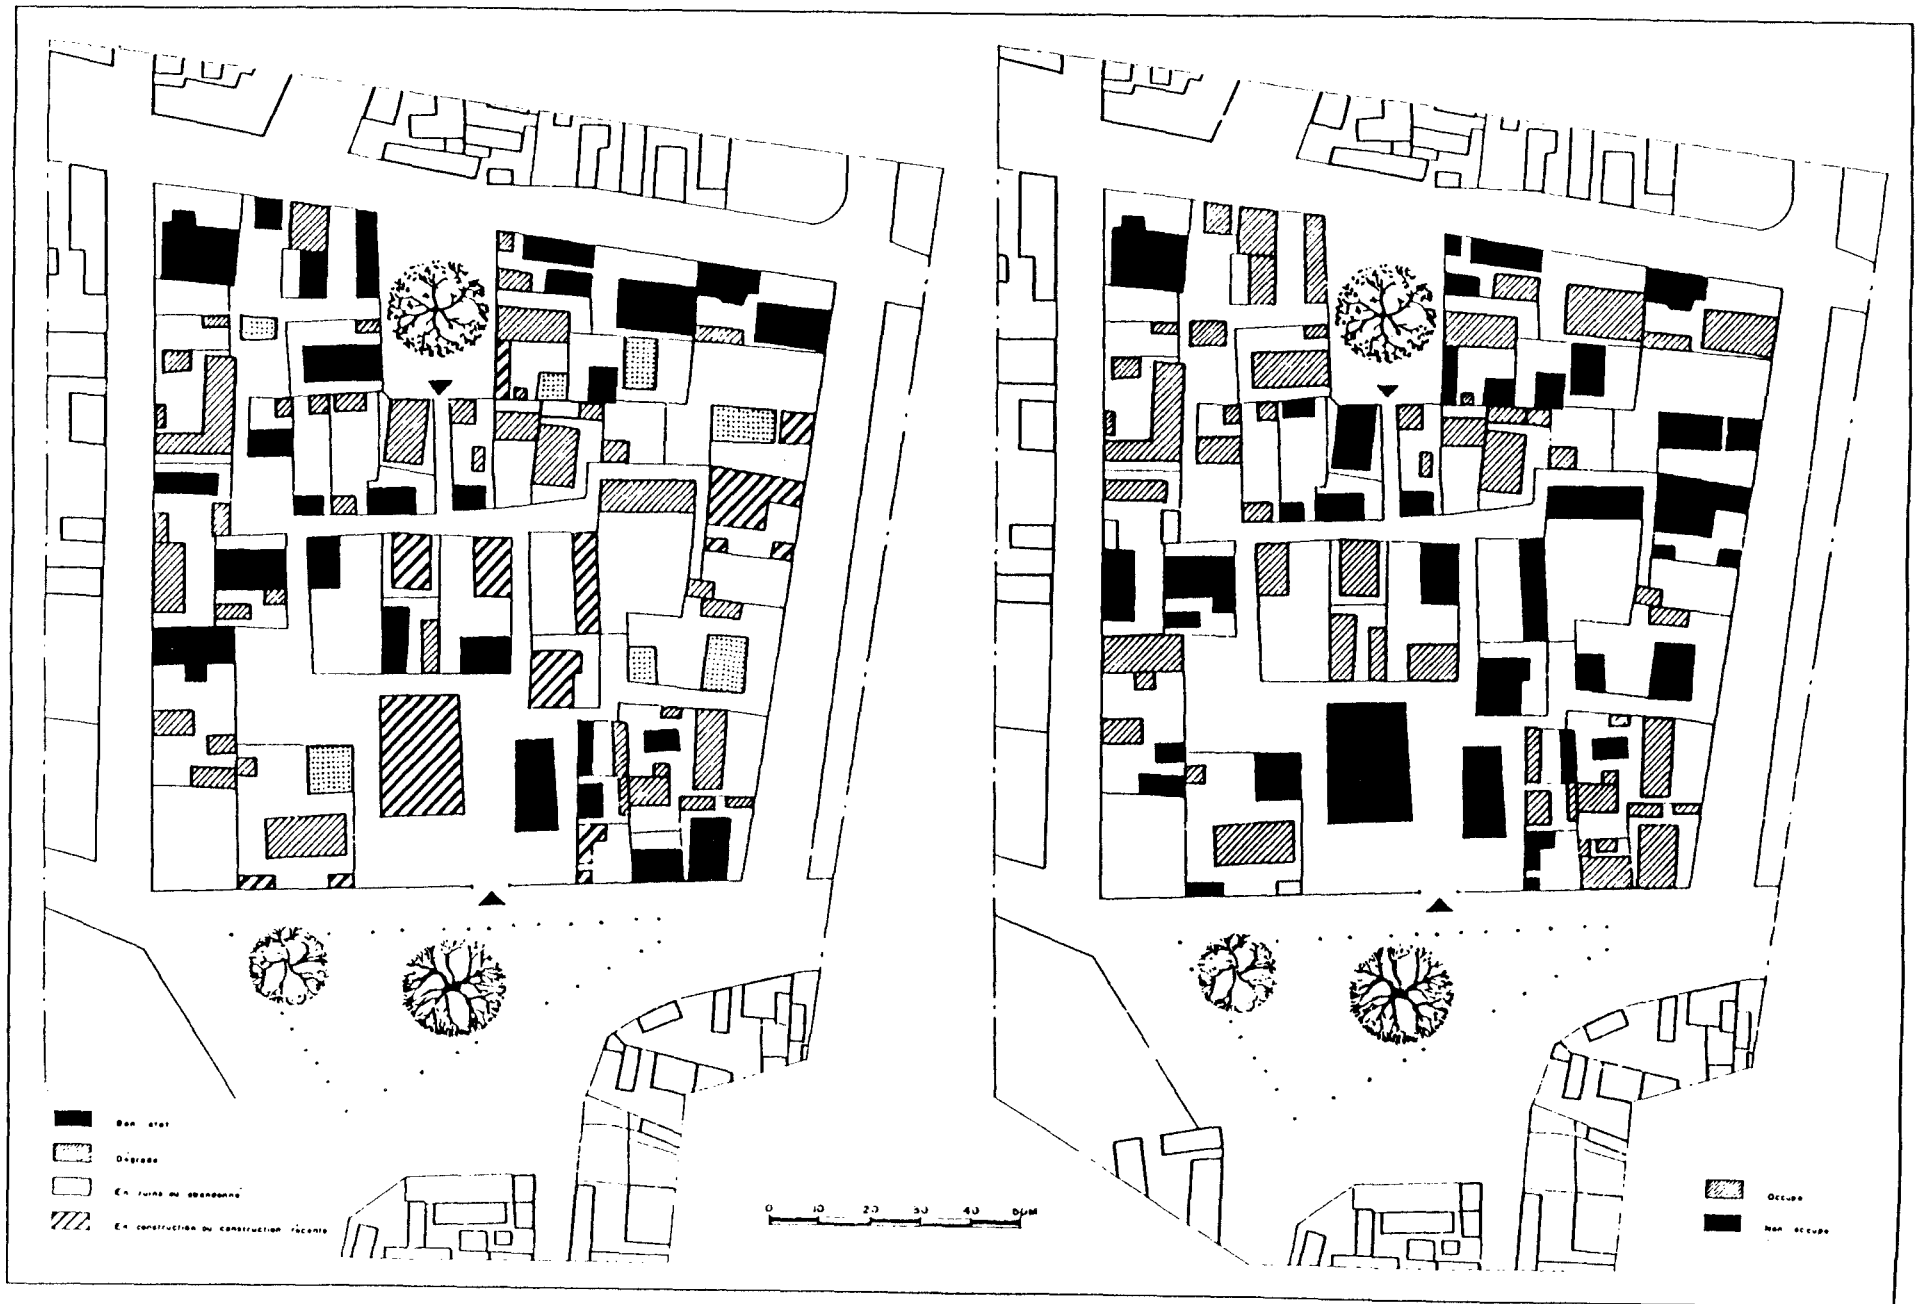 Bon état
Dégradé
En ruine ou abandonné
En construction ou construction récente
0 10 20 30 40 50M
Occupé
Non occupé